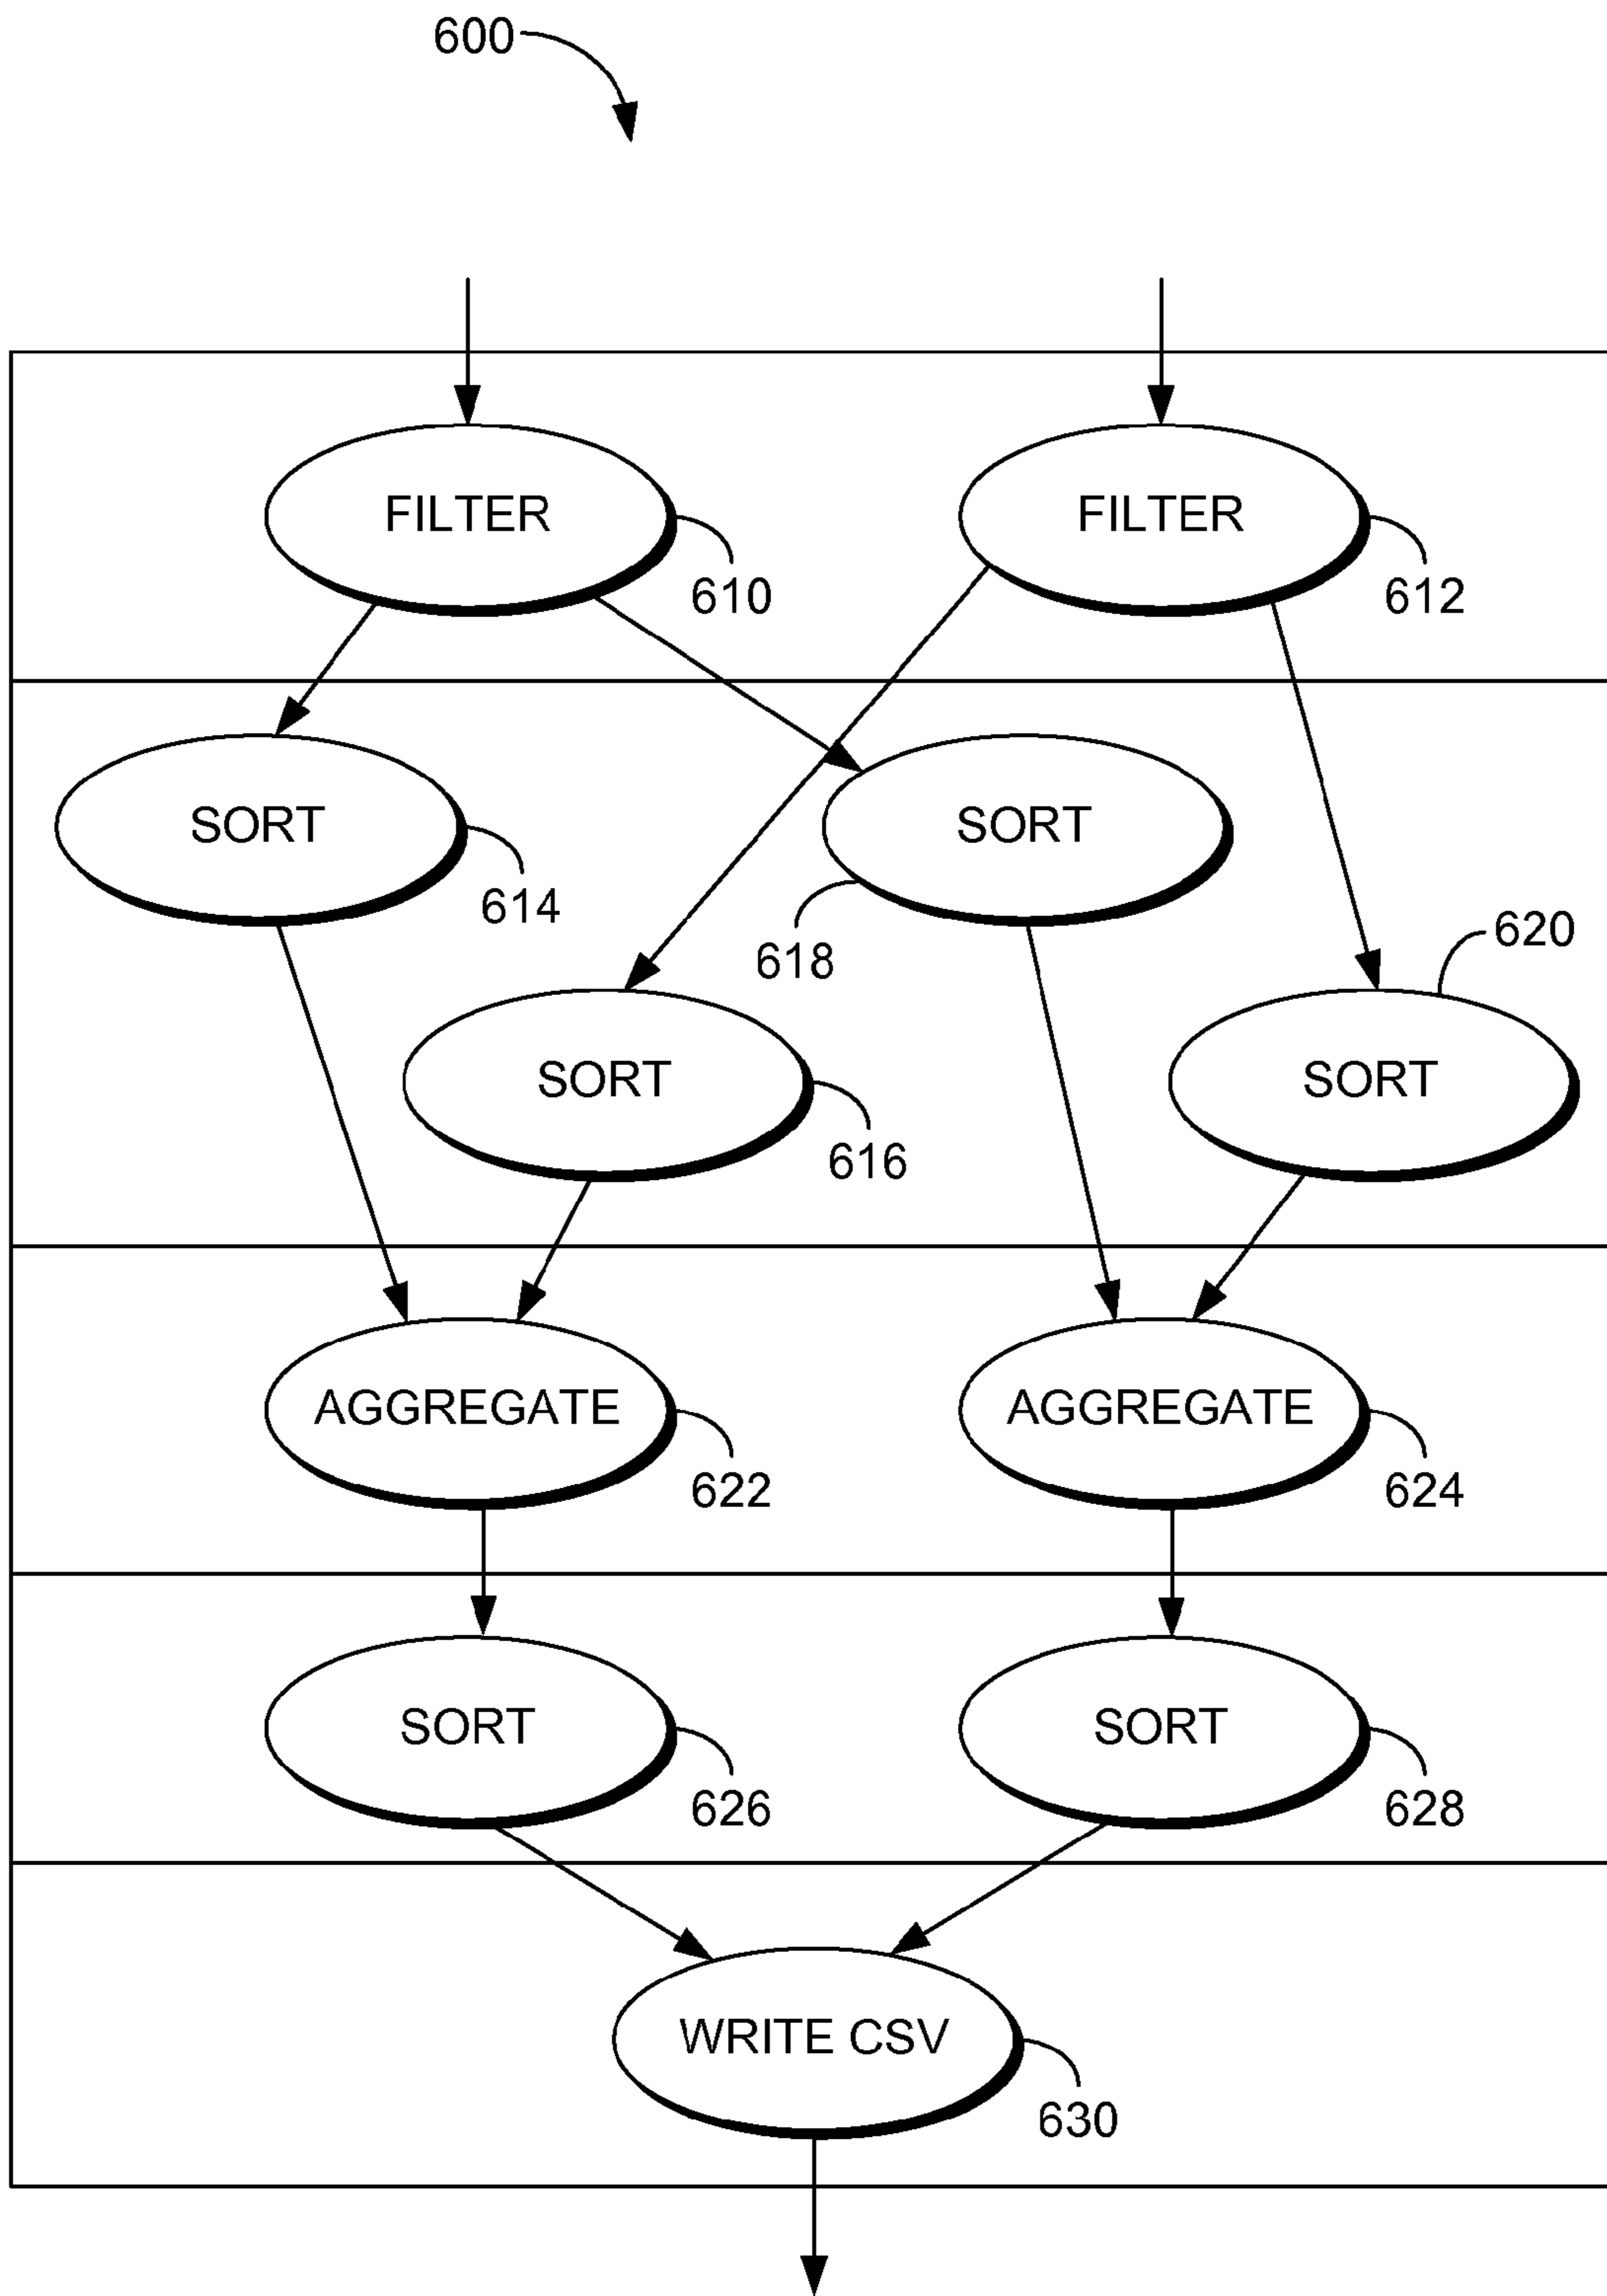 600
FILTER
FILTER
610
612
SORT
SORT
614
618
620
SORT
SORT
616
AGGREGATE
AGGREGATE
622
624
SORT
SORT
626
628
WRITE CSV
630